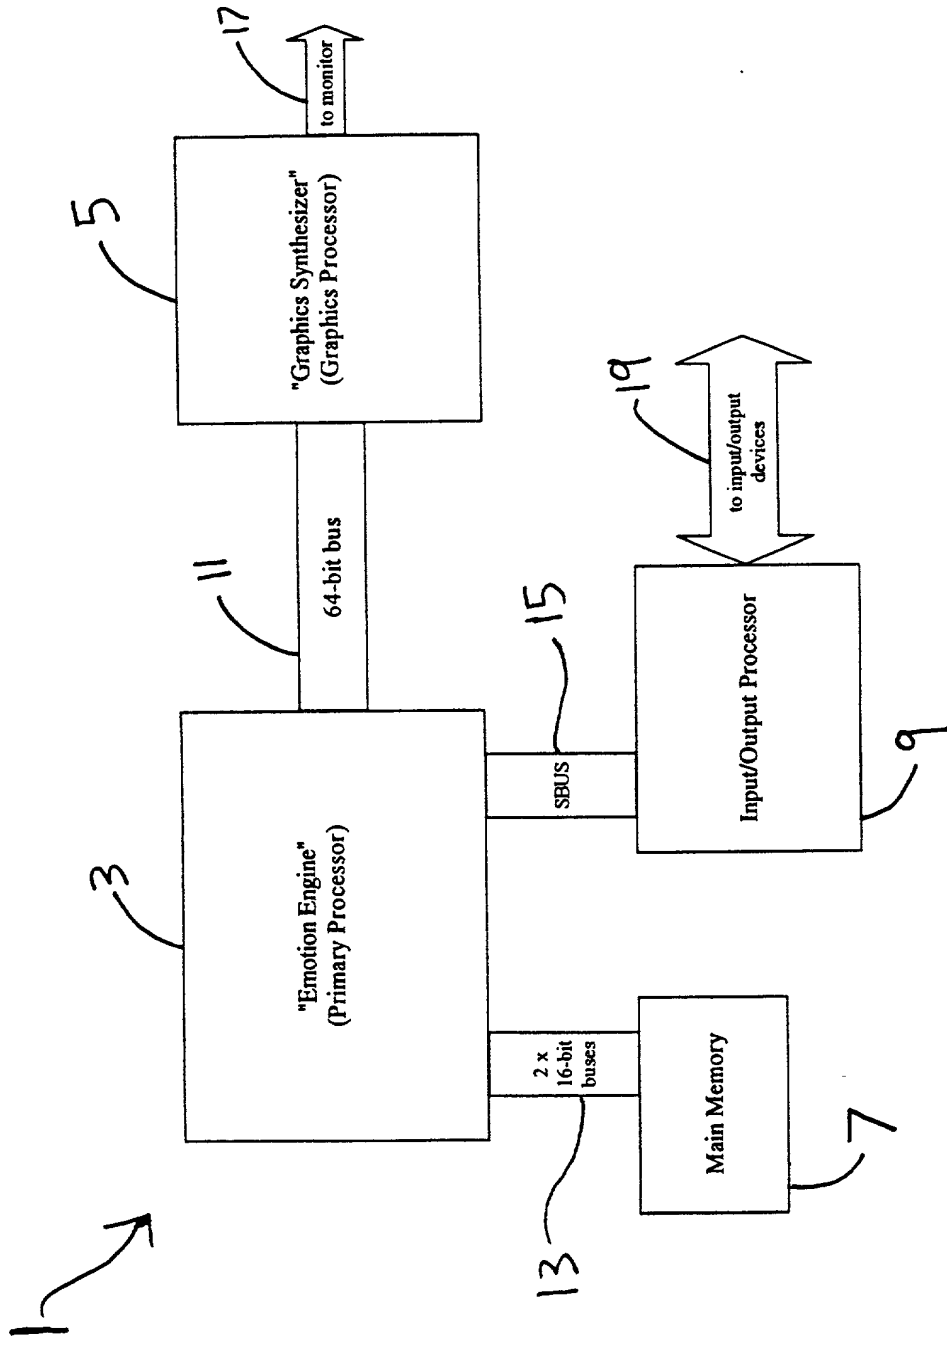 1
3
"Emotion Engine"
(Primary Processor)
11
64-bit bus
5
"Graphics Synthesizer"
(Graphics Processor)
17
to monitor
13
2 x
16-bit
buses
15
SBUS
19
to input/output
devices
Main Memory
7
Input/Output Processor
9